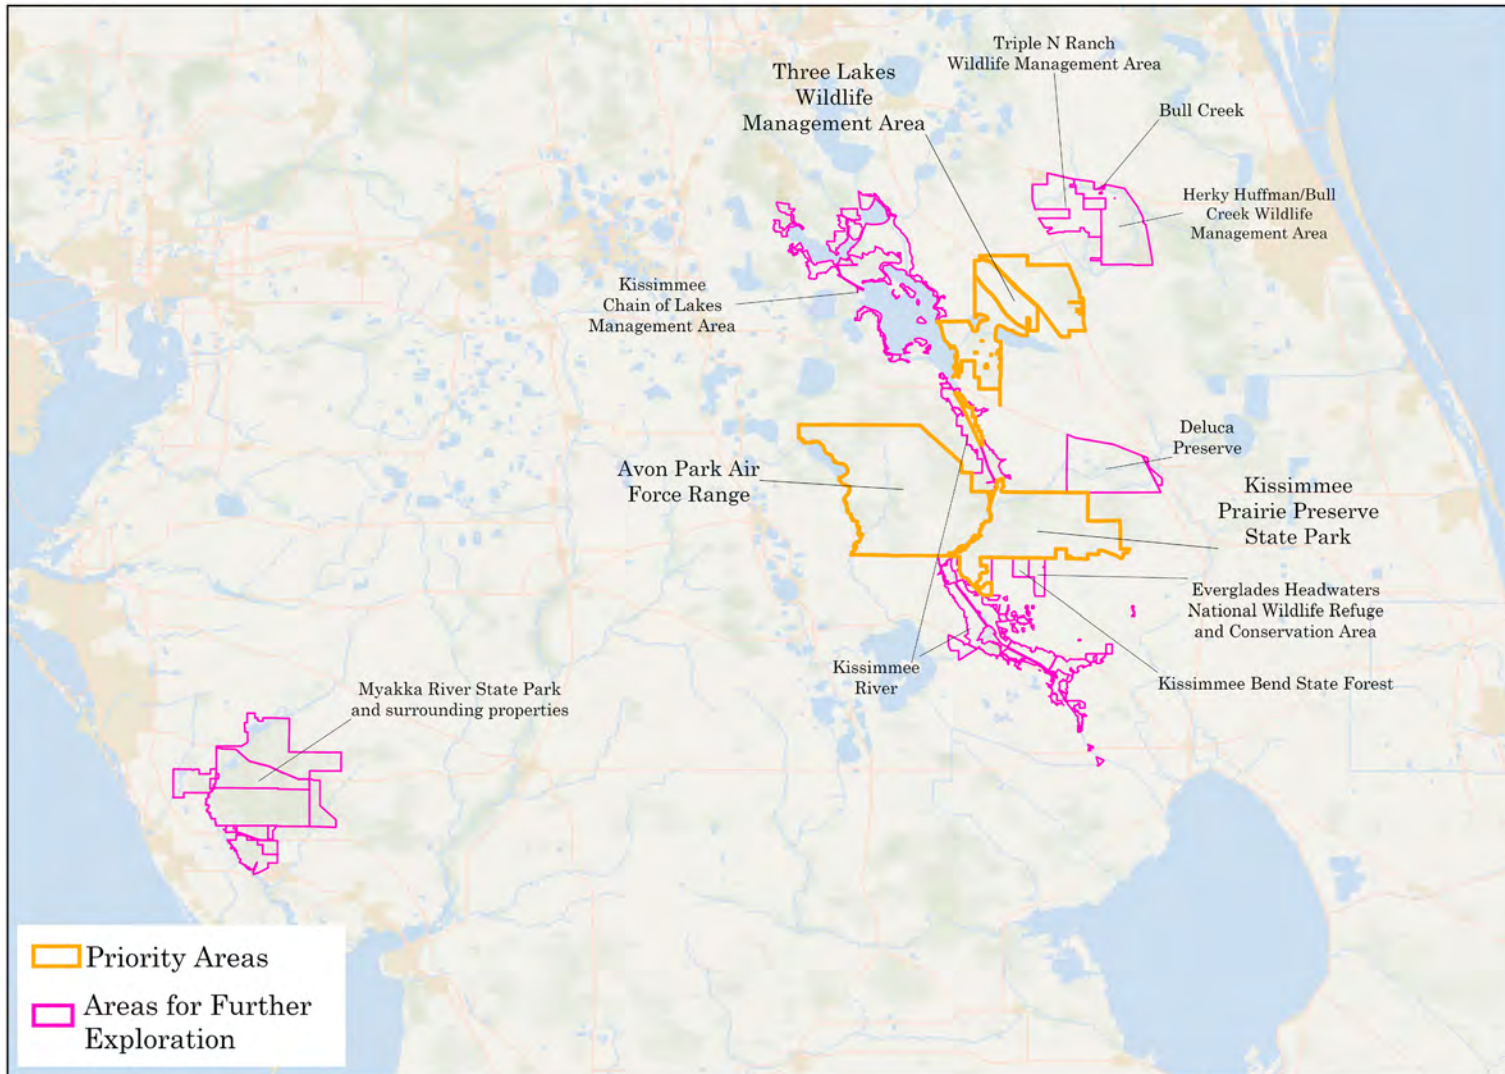 Triple N Ranch
Wildlife Management Area
Three Lakes
Wildlife
Management Area
Bull Creek
Herky Huffman/Bull
Creek Wildlife
Management Area
Kissimmee
Chain of Lakes
Management Area
Deluca
Preserve
Avon Park Air
Force Range
Kissimmee
Prairie Preserve
State Park
Everglades Headwaters
National Wildlife Refuge
and Conservation Area
Kissimmee
River
Kissimmee Bend State Forest
Myakka River State Park
and surrounding properties
Priority Areas
Areas for Further
Exploration